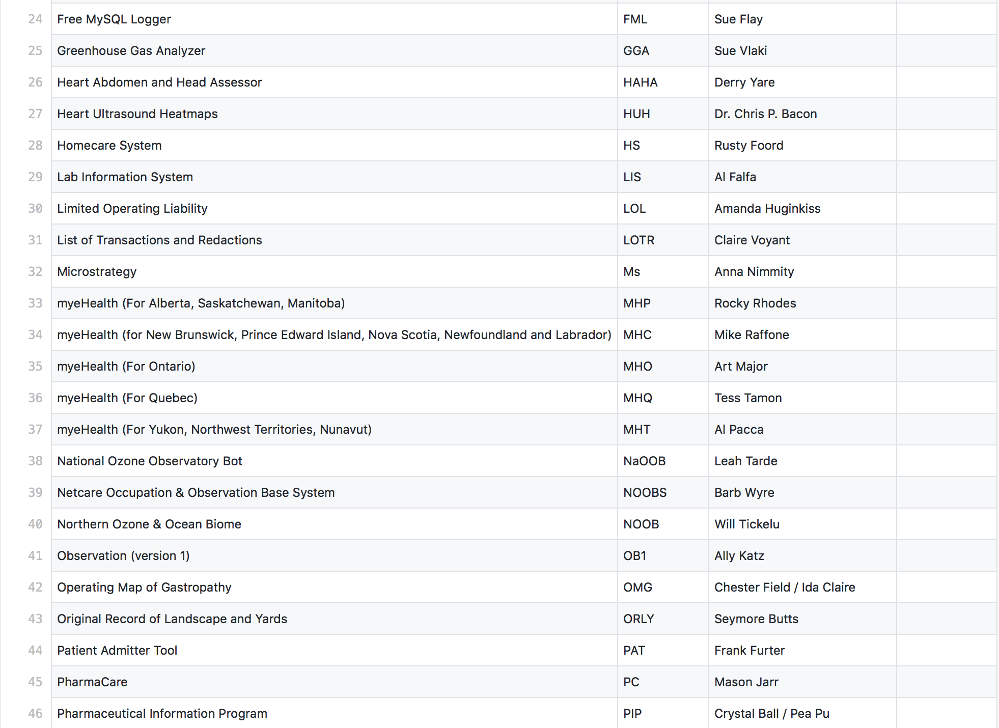 24 Free MySQL Logger FML Sue Flay
25 Greenhouse Gas Analyzer GGA Sue Vlaki
26 Heart Abdomen and Head Assessor HAHA Derry Yare
27 Heart Ultrasound Heatmaps HUH Dr. Chris P. Bacon
28 Homecare System HS Rusty Foord
29 Lab Information System LIS Al Falfa
30 Limited Operating Liability LOL Amanda Huginkiss
31 List of Transactions and Redactions LOTR Claire Voyant
32 Microstrategy Ms Anna Nimmity
33 myeHealth (For Alberta, Saskatchewan, Manitoba) MHP Rocky Rhodes
34 myeHealth (for New Brunswick, Prince Edward Island, Nova Scotia, Newfoundland and Labrador) MHC Mike Raffone
35 myeHealth (For Ontario) MHO Art Major
36 myeHealth (For Quebec) MHQ Tess Tamon
37 myeHealth (For Yukon, Northwest Territories, Nunavut) MHT Al Pacca
38 National Ozone Observatory Bot NaOOB Leah Tarde
39 Netcare Occupation & Observation Base System NOOBS Barb Wyre
40 Northern Ozone & Ocean Biome NOOB Will Tickelu
41 Observation (version 1) OB1 Ally Katz
42 Operating Map of Gastropathy OMG Chester Field / Ida Claire
43 Original Record of Landscape and Yards ORLY Seymore Butts
44 Patient Admitter Tool PAT Frank Furter
45 PharmaCare PC Mason Jarr
46 Pharmaceutical Information Program PIP Crystal Ball / Pea Pu